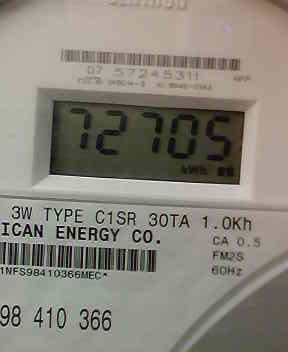 07 57245311
72705
kWh
3W TYPE C1SR 30TA 1.0Kh
ICAN ENERGY CO.
CA 0.5
FM2S
60Hz
1NFS98410366MEC*
98 410 366